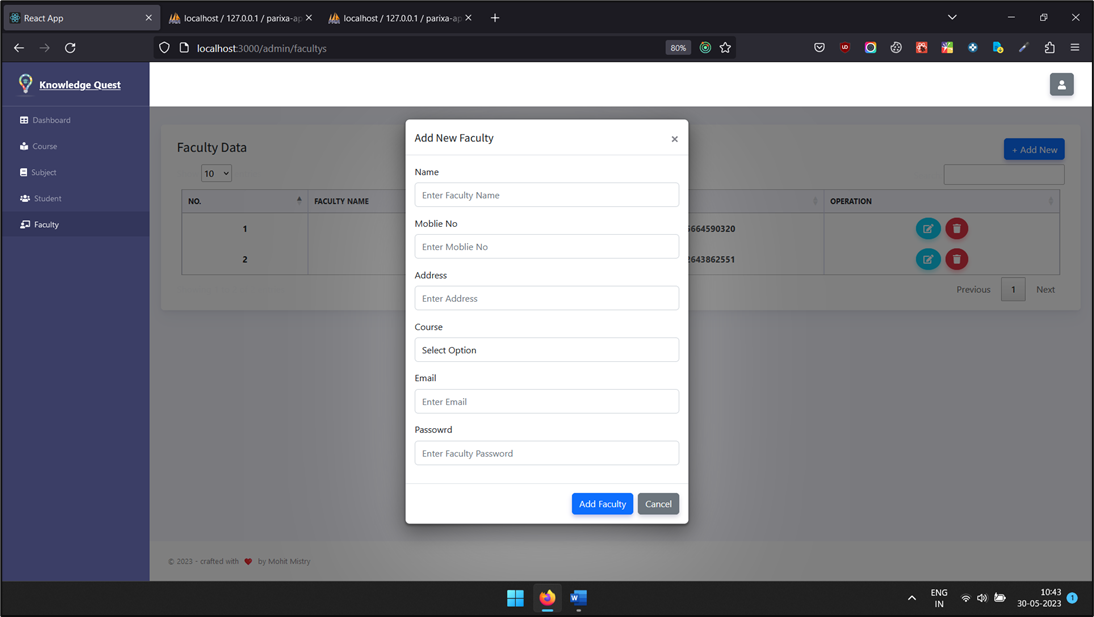 React App
localhost / 127.0.0.1 / parixa-ap
localhost / 127.0.0.1 / parixa-ap
localhost:3000/admin/facultys
80%
Knowledge Quest
Dashboard
Course
Subject
Student
Faculty
Faculty Data
+ Add New
10
NO.
FACULTY NAME
OPERATION
1
5664590320
2
2643862551
Previous
1
Next
Add New Faculty
×
Name
Enter Faculty Name
Moblie No
Enter Moblie No
Address
Enter Address
Course
Select Option
Email
Enter Email
Passowrd
Enter Faculty Password
Add Faculty
Cancel
© 2023 - crafted with
by Mohit Mistry
ENG
IN
10:43
30-05-2023
1